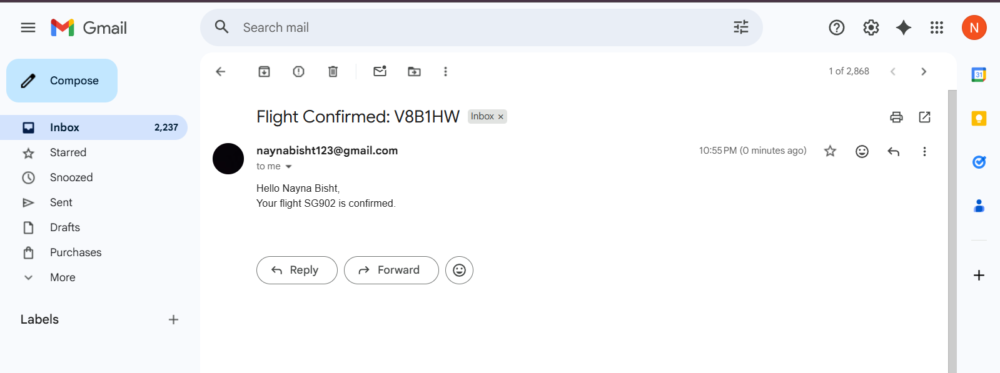 Gmail
Search mail
N
Compose
1 of 2,868
31
Flight Confirmed: V8B1HW Inbox ×
Inbox 2,237
Starred
Snoozed
Sent
Drafts
Purchases
More
Labels
naynabisht123@gmail.com 10:55 PM (0 minutes ago)
to me
Hello Nayna Bisht,
Your flight SG902 is confirmed.
Reply Forward